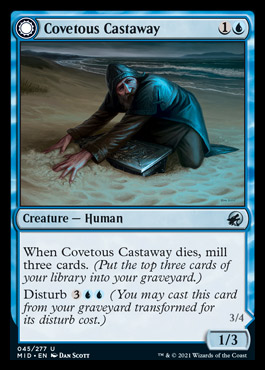 Covetous Castaway 1
Creature — Human
When Covetous Castaway dies, mill
three cards. (Put the top three cards of
your library into your graveyard.)
Disturb 3 (You may cast this card
from your graveyard transformed for
its disturb cost.)
3/4
1/3
045/277 U
MID • EN Dan Scott
™ & © 2021 Wizards of the Coast